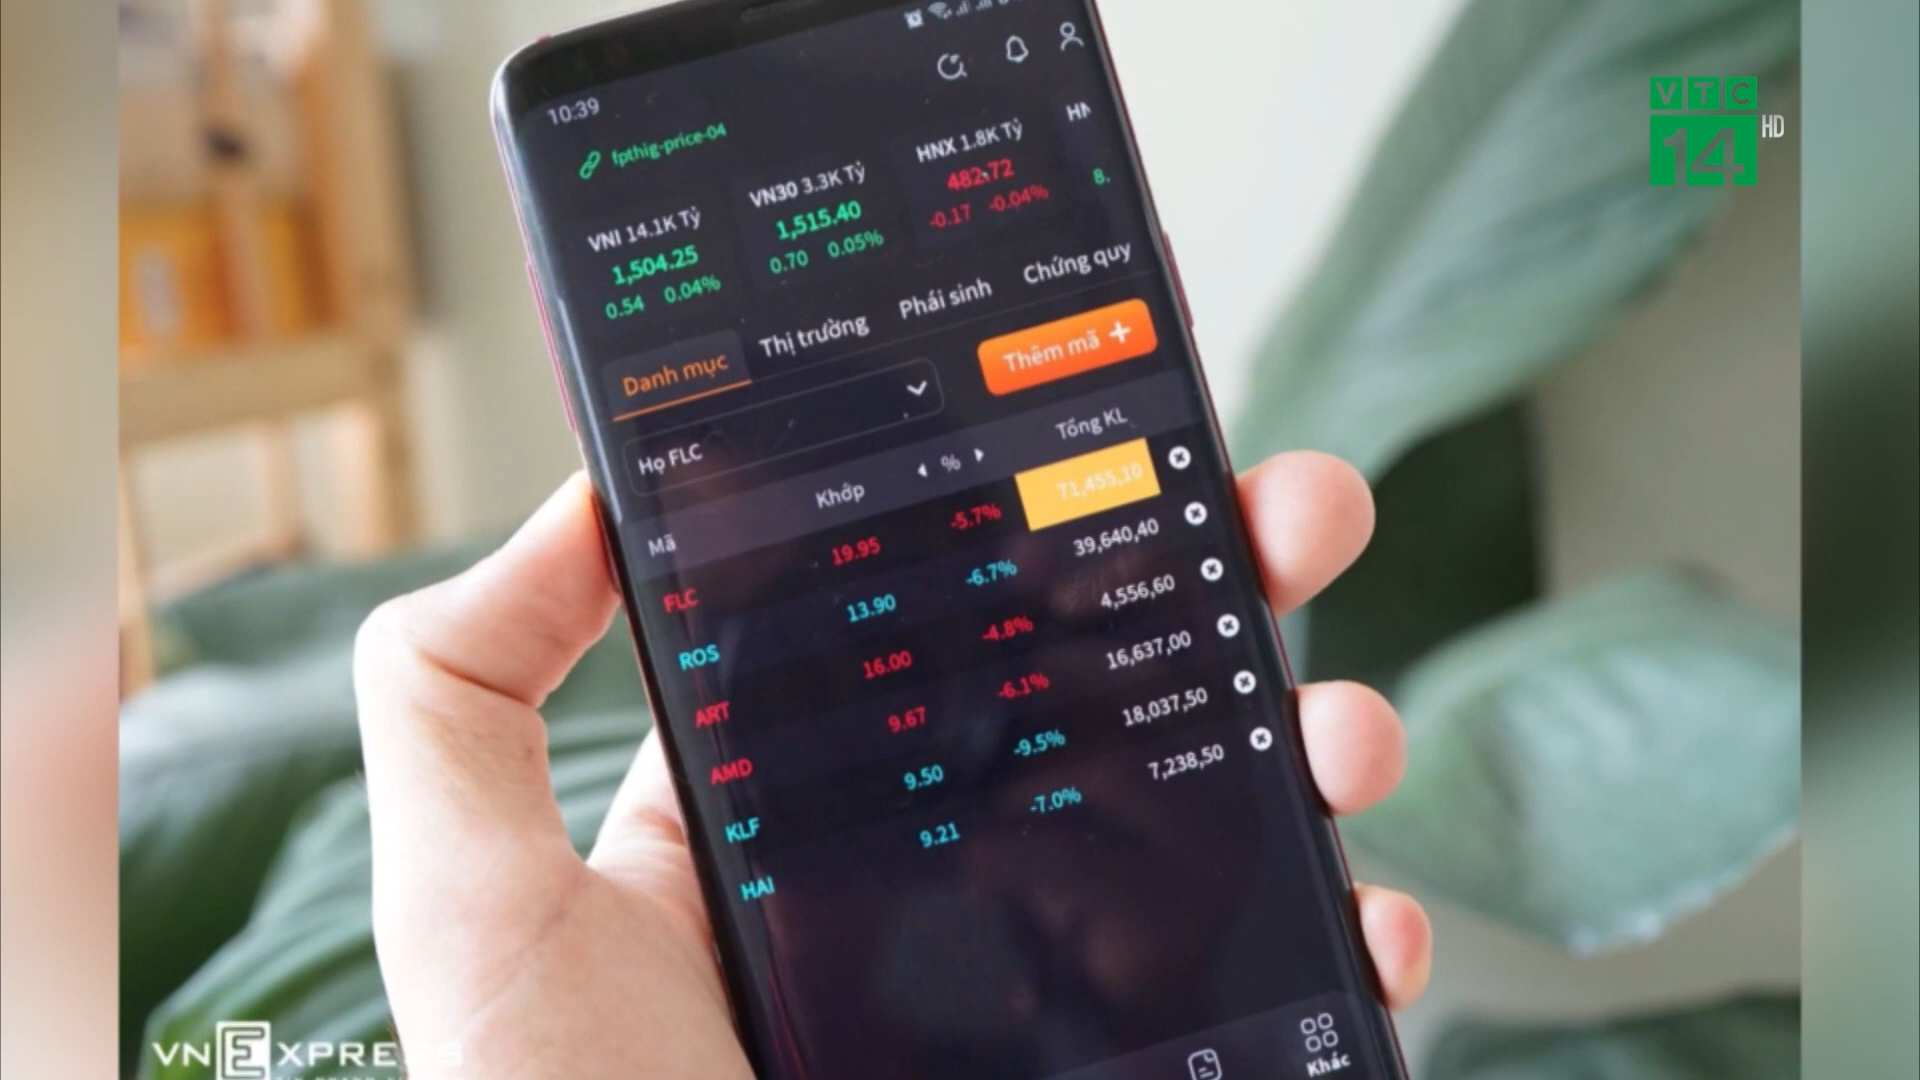 VTC
14 HD
10:39
fpthig-price-04
VNI 14.1K Tỷ
1,504.25
0.54 0.04%
VN30 3.3K Tỷ
1,515.40
0.70 0.05%
HNX 1.8K Tỷ
482.72
-0.17 -0.04%
HN
8.
Danh mục Thị trường Phái sinh Chứng quy
Họ FLC
Thêm mã +
Mã Khớp % Tổng KL
FLC 19.95 -5.7% 71,455,10
ROS 13.90 -6.7% 39,640,40
ART 16.00 -4.8% 4,556,60
AMD 9.67 -6.1% 16,637,00
KLF 9.50 -9.5% 18,037,50
HAI 9.21 -7.0% 7,238,50
Khác
VNEXPRESS